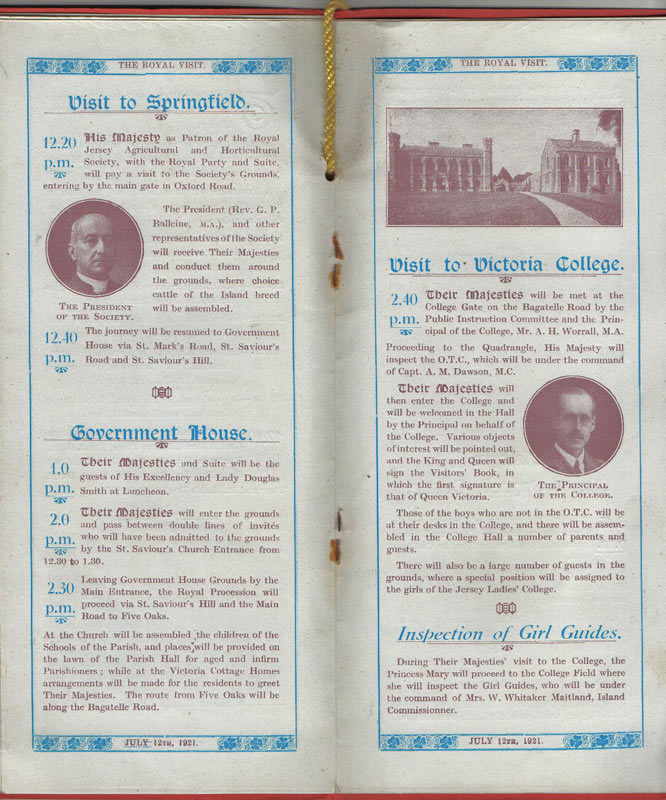 THE ROYAL VISIT.
Visit to Springfield.
12.20 p.m.
His Majesty as Patron of the Royal
Jersey Agricultural and Horticultural
Society, with the Royal Party and Suite,
will pay a visit to the Society's Grounds,
entering by the main gate in Oxford Road.
The President (Rev. G. P.
Balleine, M.A.), and other
representatives of the Society
will receive Their Majesties
and conduct them around
the grounds, where choice
cattle of the Island breed
will be assembled.
THE PRESIDENT
OF THE SOCIETY.
12.40 p.m.
The journey will be resumed to Government
House via St. Mark's Road, St. Saviour's
Road and St. Saviour's Hill.
Government House.
1.0 p.m.
Their Majesties and Suite will be the
guests of His Excellency and Lady Douglas
Smith at Luncheon.
2.0 p.m.
Their Majesties will enter the grounds
and pass between double lines of invités
who will have been admitted to the grounds
by the St. Saviour's Church Entrance from
12.30 to 1.30.
2.30 p.m.
Leaving Government House Grounds by the
Main Entrance, the Royal Procession will
proceed via St. Saviour's Hill and the Main
Road to Five Oaks.
At the Church will be assembled the children of the
Schools of the Parish, and places will be provided on
the lawn of the Parish Hall for aged and infirm
Parishioners; while at the Victoria Cottage Homes
arrangements will be made for the residents to greet
Their Majesties. The route from Five Oaks will be
along the Bagatelle Road.
JULY 12TH, 1921.
THE ROYAL VISIT.
Visit to Victoria College.
2.40 p.m.
Their Majesties will be met at the
College Gate on the Bagatelle Road by the
Public Instruction Committee and the Prin-
cipal of the College, Mr. A. H. Worrall, M.A.
Proceeding to the Quadrangle, His Majesty will
inspect the O.T.C., which will be under the command
of Capt. A. M. Dawson, M.C.
Their Majesties will
then enter the College and
will be welcomed in the Hall
by the Principal on behalf of
the College. Various objects
of interest will be pointed out,
and the King and Queen will
sign the Visitors' Book, in
which the first signature is
that of Queen Victoria.
THE PRINCIPAL
OF THE COLLEGE.
Those of the boys who are not in the O.T.C. will be
at their desks in the College, and there will be assem-
bled in the College Hall a number of parents and
guests.
There will also be a large number of guests in the
grounds, where a special position will be assigned to
the girls of the Jersey Ladies' College.
Inspection of Girl Guides.
During Their Majesties' visit to the College, the
Princess Mary will proceed to the College Field where
she will inspect the Girl Guides, who will be under
the command of Mrs. W. Whitaker Maitland, Island
Commissioner.
JULY 12TH, 1921.